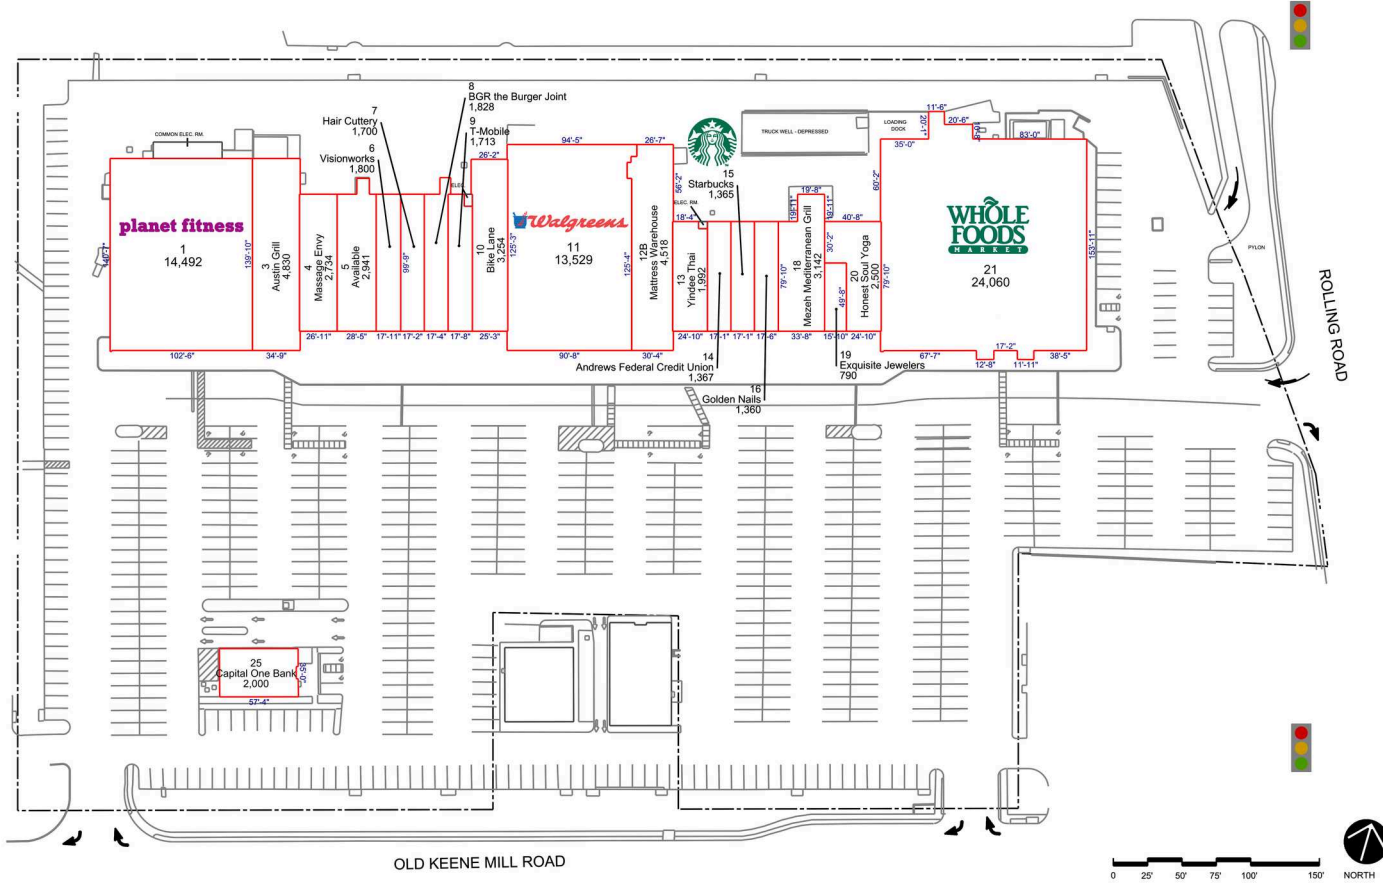 COMMON ELEC. RM.
planet fitness
1
14,492
140'-7"
139'-10"
102'-6"
3
Austin Grill
4,830
34'-9"
4
Massage Envy
2,734
26'-11"
5
Available
2,941
28'-5"
6
Visionworks
1,800
17'-11"
7
Hair Cuttery
1,700
17'-2"
99'-9"
8
BGR the Burger Joint
1,828
17'-4"
9
T-Mobile
1,713
17'-8"
ELEC.
26'-2"
10
Bike Lane
3,254
25'-3"
125'-3"
94'-5"
Walgreens
11
13,529
90'-8"
125'-4"
26'-7"
12B
Mattress Warehouse
4,518
30'-4"
56'-2"
ELEC. RM.
18'-4"
13
Yindee Thai
1,992
24'-10"
14
Andrews Federal Credit Union
1,367
17'-1"
15
Starbucks
1,365
17'-1"
16
Golden Nails
1,360
17'-6"
79'-10"
19'-8"
19'-11"
19'-11"
18
Mezeh Mediterranean Grill
3,142
33'-8"
30'-2"
49'-8"
19
Exquisite Jewelers
790
15'-10"
40'-8"
20
Honest Soul Yoga
2,500
24'-10"
79'-10"
TRUCK WELL - DEPRESSED
LOADING
DOCK
35'-0"
60'-2"
11'-6"
20'-1"
20'-6"
83'-0"
WHOLE
FOODS
MARKET
21
24,060
153'-11"
67'-7"
12'-8"
17'-2"
11'-11"
38'-5"
PYLON
ROLLING ROAD
25
Capital One Bank
2,000
35'-0"
57'-4"
OLD KEENE MILL ROAD
0 25' 50' 75' 100' 150'
NORTH